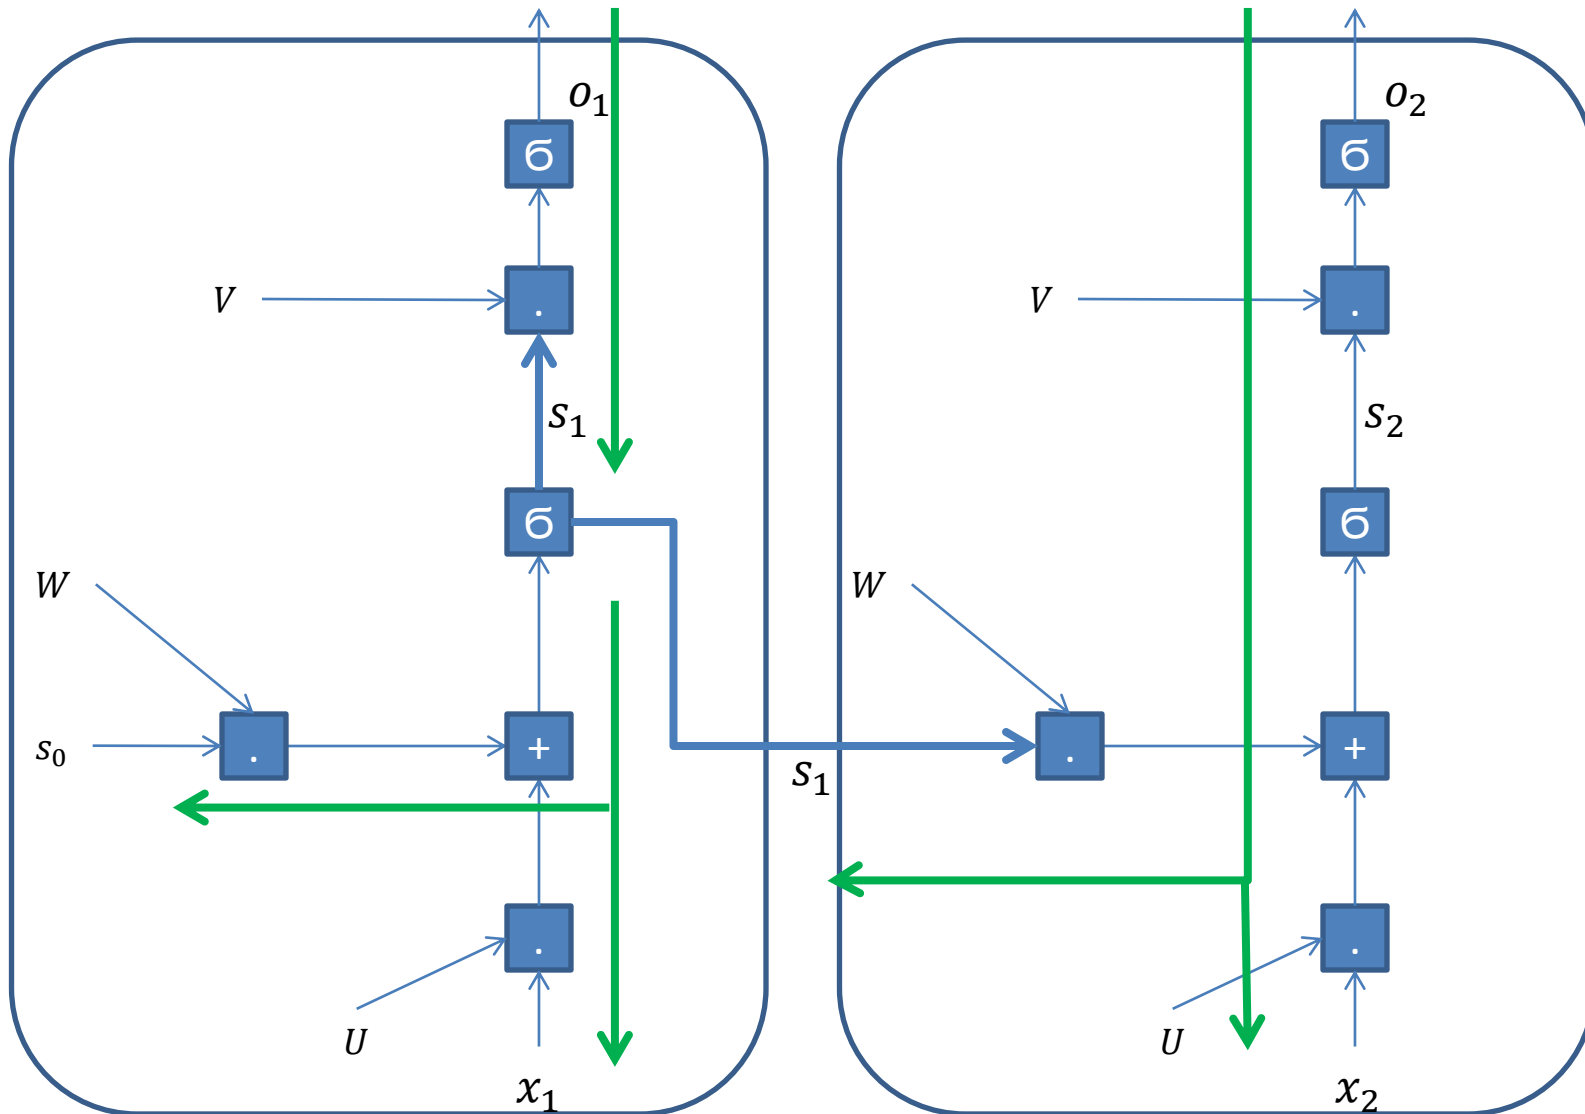 o₁
б
V
.
s₁
б
W
s₀
.
+
.
U
x₁
s₁
o₂
б
V
.
s₂
б
W
.
+
.
U
x₂